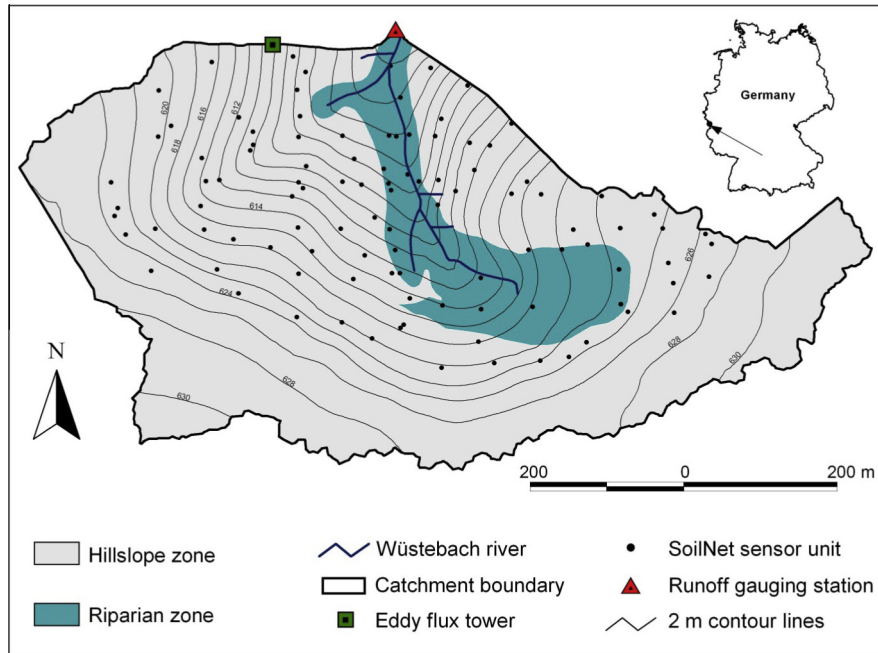 Germany
620
618
616
612
614
624
626
628
630
628
630
N
200 0 200 m
Hillslope zone
Riparian zone
Wüstebach river
Catchment boundary
Eddy flux tower
SoilNet sensor unit
Runoff gauging station
2 m contour lines